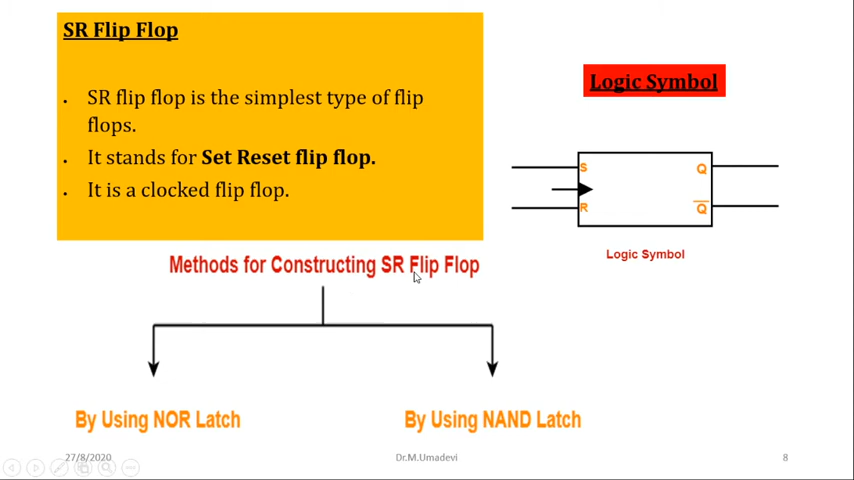 SR Flip Flop
• SR flip flop is the simplest type of flip
flops.
• It stands for Set Reset flip flop.
• It is a clocked flip flop.
Logic Symbol
S
Q
R
Q̅
Logic Symbol
Methods for Constructing SR Flip Flop
By Using NOR Latch
By Using NAND Latch
27/8/2020
Dr.M.Umadevi
8